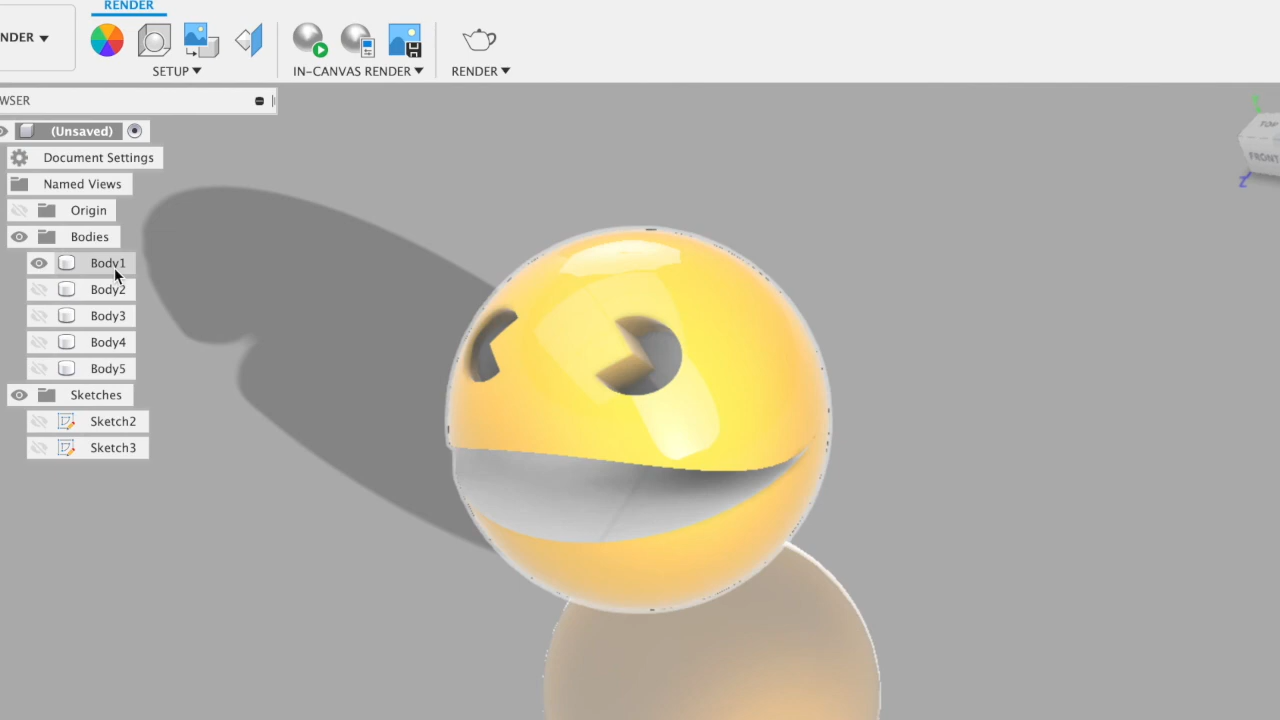 RENDER
NDER
SETUP
IN-CANVAS RENDER
RENDER
WSER
(Unsaved)
Document Settings
Named Views
Origin
Bodies
Body1
Body2
Body3
Body4
Body5
Sketches
Sketch2
Sketch3
FRONT
Z